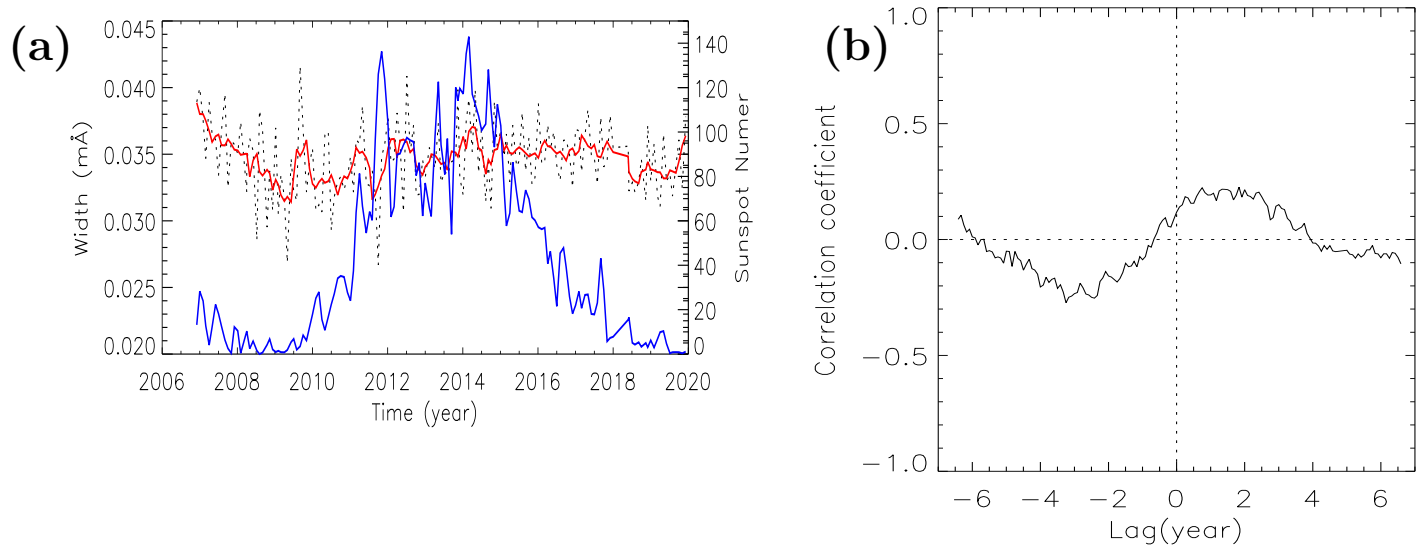 (a)
0.045
0.040
0.035
0.030
0.025
0.020
Width (mÅ)
140
120
100
80
60
40
20
0
Sunspot Numer
2006 2008 2010 2012 2014 2016 2018 2020
Time (year)
(b)
1.0
0.5
0.0
−0.5
−1.0
Correlation coefficient
−6 −4 −2 0 2 4 6
Lag(year)